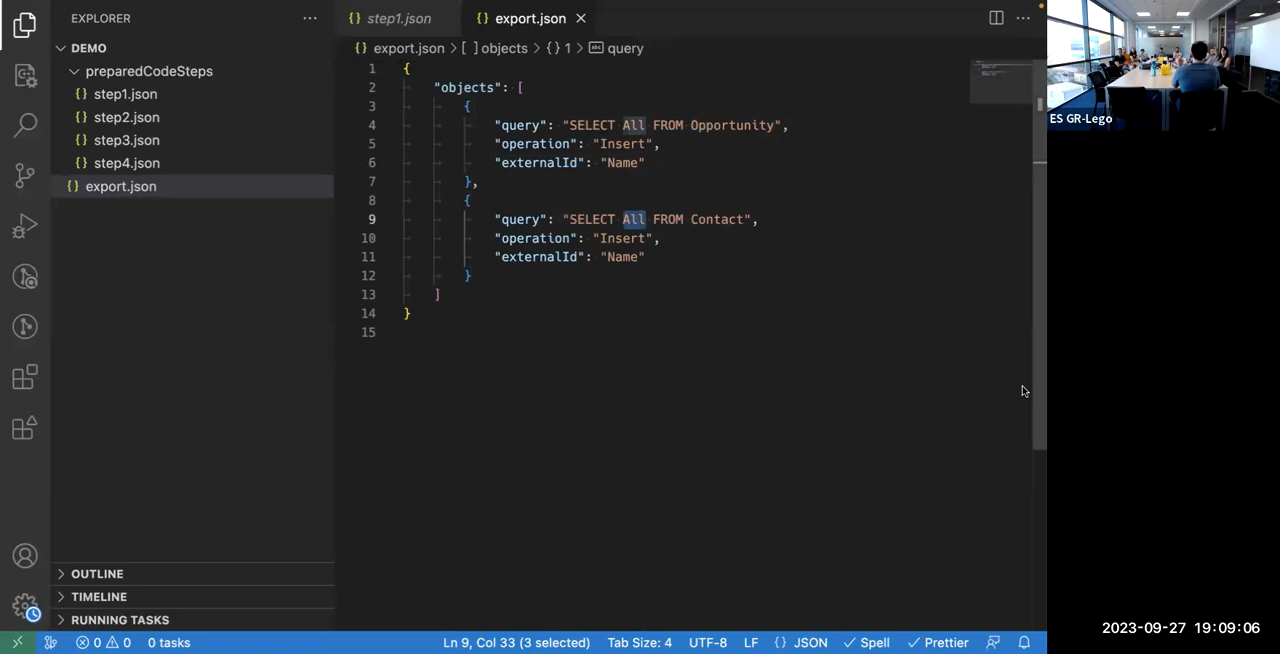 EXPLORER
step1.json
export.json
DEMO
export.json > [ ] objects > {} 1 > query
preparedCodeSteps
step1.json
step2.json
step3.json
step4.json
export.json
1 {
2 "objects": [
3 {
4 "query": "SELECT All FROM Opportunity",
5 "operation": "Insert",
6 "externalId": "Name"
7 },
8 {
9 "query": "SELECT All FROM Contact",
10 "operation": "Insert",
11 "externalId": "Name"
12 }
13 ]
14 }
15
OUTLINE
TIMELINE
RUNNING TASKS
0 0 0 tasks
Ln 9, Col 33 (3 selected) Tab Size: 4 UTF-8 LF {} JSON Spell Prettier
ES GR-Lego
2023-09-27 19:09:06